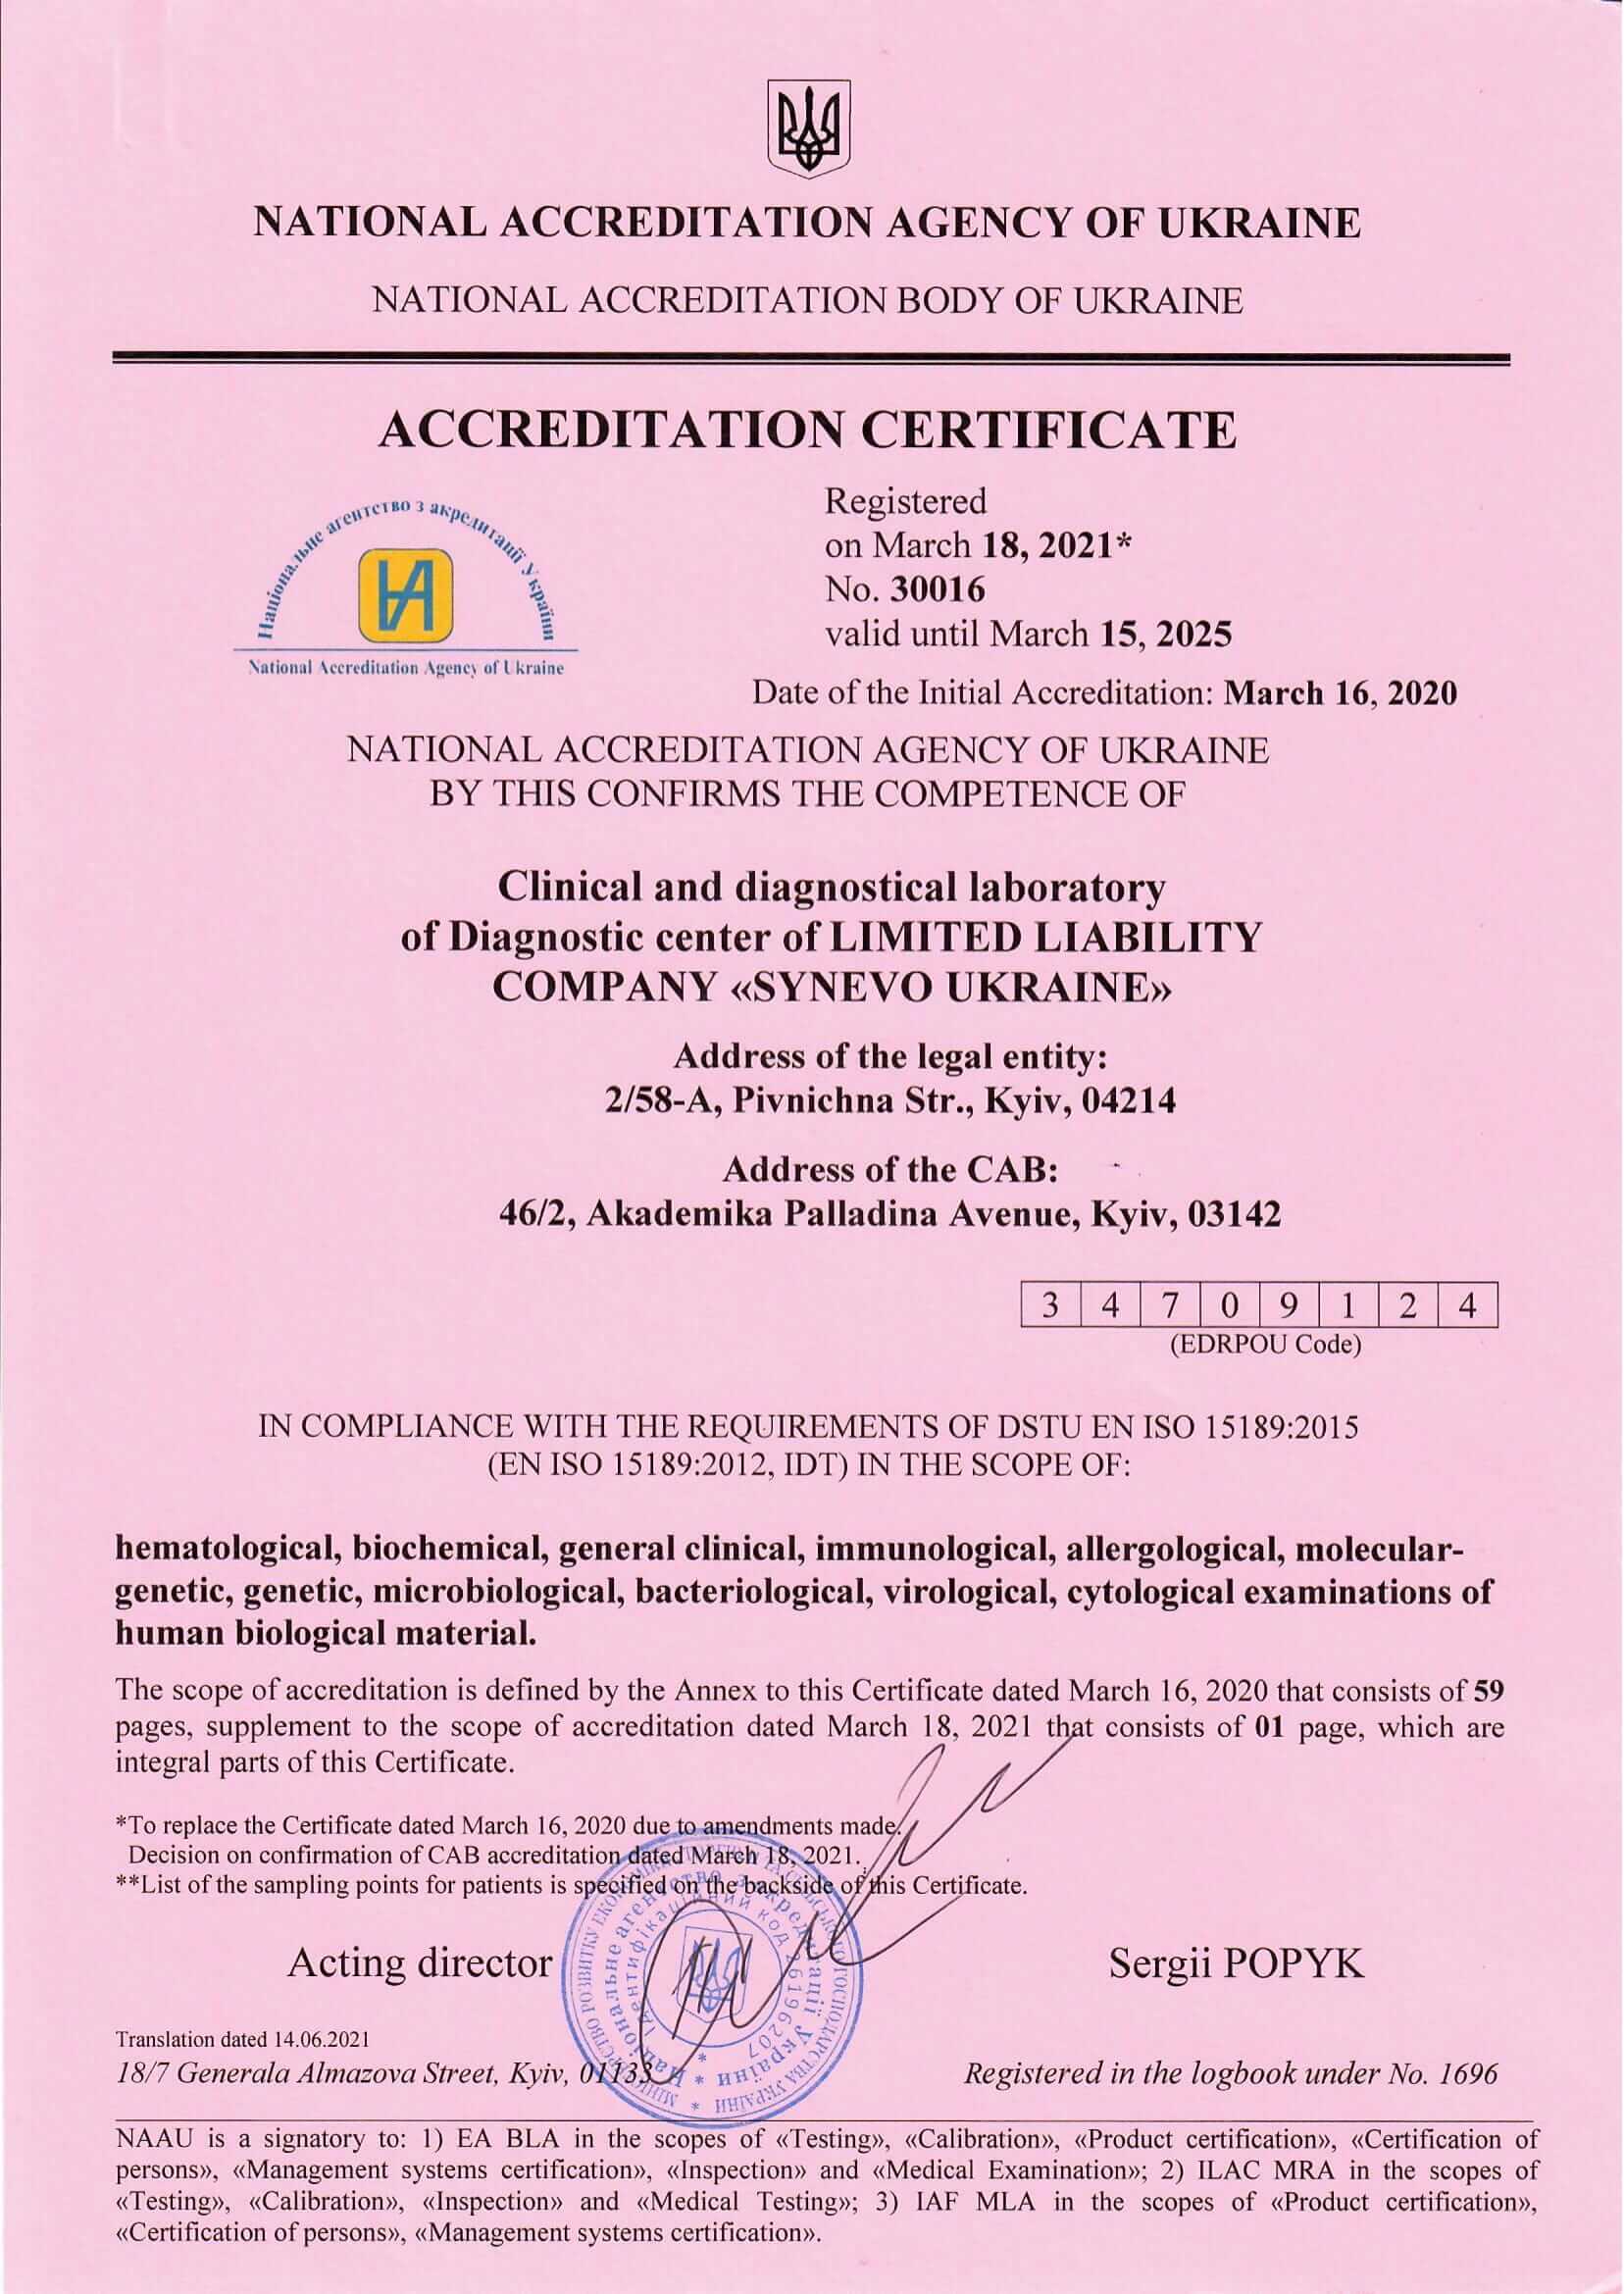 NATIONAL ACCREDITATION AGENCY OF UKRAINE
NATIONAL ACCREDITATION BODY OF UKRAINE
ACCREDITATION CERTIFICATE
Національне агентство з акредитації України
National Accreditation Agency of Ukraine
Registered
on March 18, 2021*
No. 30016
valid until March 15, 2025
Date of the Initial Accreditation: March 16, 2020
NATIONAL ACCREDITATION AGENCY OF UKRAINE
BY THIS CONFIRMS THE COMPETENCE OF
Clinical and diagnostical laboratory
of Diagnostic center of LIMITED LIABILITY
COMPANY «SYNEVO UKRAINE»
Address of the legal entity:
2/58-A, Pivnichna Str., Kyiv, 04214
Address of the CAB:
46/2, Akademika Palladina Avenue, Kyiv, 03142
3 4 7 0 9 1 2 4
(EDRPOU Code)
IN COMPLIANCE WITH THE REQUIREMENTS OF DSTU EN ISO 15189:2015
(EN ISO 15189:2012, IDT) IN THE SCOPE OF:
hematological, biochemical, general clinical, immunological, allergological, molecular-
genetic, genetic, microbiological, bacteriological, virological, cytological examinations of
human biological material.
The scope of accreditation is defined by the Annex to this Certificate dated March 16, 2020 that consists of 59
pages, supplement to the scope of accreditation dated March 18, 2021 that consists of 01 page, which are
integral parts of this Certificate.
*To replace the Certificate dated March 16, 2020 due to amendments made.
Decision on confirmation of CAB accreditation dated March 18, 2021.
**List of the sampling points for patients is specified on the backside of this Certificate.
Acting director
Sergii POPYK
Національне агентство з акредитації України *
ідентифікаційний код 26196207 *
Translation dated 14.06.2021
18/7 Generala Almazova Street, Kyiv, 01133
Registered in the logbook under No. 1696
NAAU is a signatory to: 1) EA BLA in the scopes of «Testing», «Calibration», «Product certification», «Certification of
persons», «Management systems certification», «Inspection» and «Medical Examination»; 2) ILAC MRA in the scopes of
«Testing», «Calibration», «Inspection» and «Medical Testing»; 3) IAF MLA in the scopes of «Product certification»,
«Certification of persons», «Management systems certification».